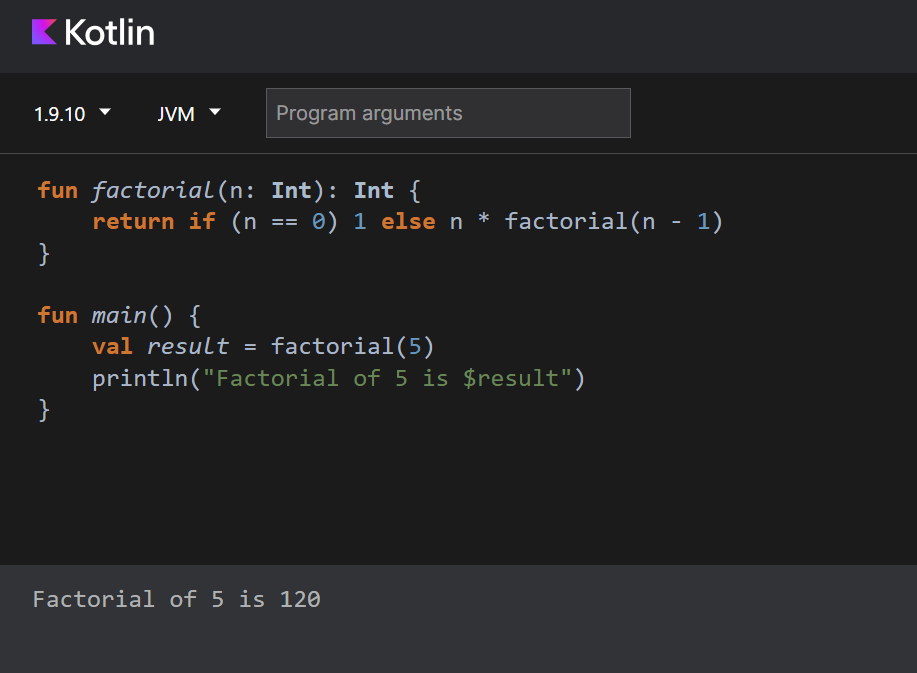 Kotlin
1.9.10 JVM Program arguments
fun factorial(n: Int): Int {
    return if (n == 0) 1 else n * factorial(n - 1)
}
fun main() {
    val result = factorial(5)
    println("Factorial of 5 is $result")
}
Factorial of 5 is 120